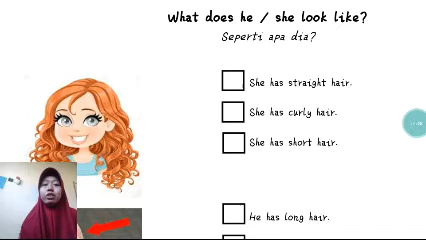 What does he / she look like?
Seperti apa dia?
She has straight hair.
She has curly hair.
She has short hair.
He has long hair.